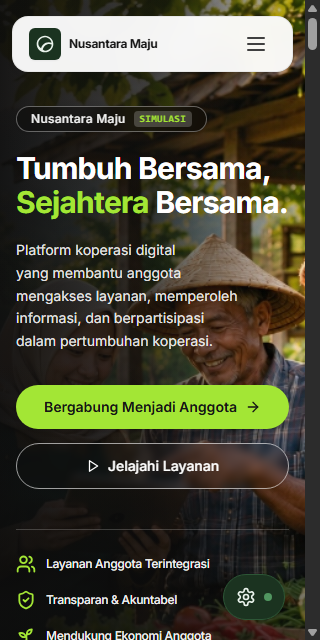 Nusantara Maju
Nusantara Maju SIMULASI
Tumbuh Bersama,
Sejahtera Bersama.
Platform koperasi digital
yang membantu anggota
mengakses layanan, memperoleh
informasi, dan berpartisipasi
dalam pertumbuhan koperasi.
Bergabung Menjadi Anggota
Jelajahi Layanan
Layanan Anggota Terintegrasi
Transparan & Akuntabel
Mendukung Ekonomi Anggota